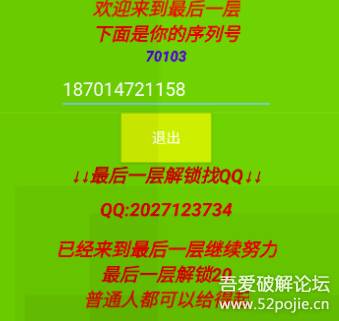 欢迎来到最后一层
下面是你的序列号
70103
187014721158
退出
↓↓最后一层解锁找QQ↓↓
QQ:2027123734
已经来到最后一层继续努力
最后一层解锁20
普通人都可以给得起
吾爱破解论坛
www.52pojie.cn